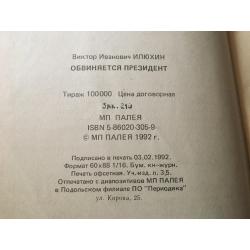 Виктор Иванович ИЛЮХИН
ОБВИНЯЕТСЯ ПРЕЗИДЕНТ
Тираж 100000 Цена договорная
Зак. 210
МП ПАЛЕЯ
ISBN 5-86020-305-9
© МП ПАЛЕЯ 1992 г.
Подписано в печать 03.02.1992.
Формат 60х88 1/16. Бум. кн-журн.
Печать офсетная. Уч. изд. л. 3,5.
Отпечатано с диапозитивов МП ПАЛЕЯ
в Подольском филиале ПО "Периодика"
ул. Кирова, 25.